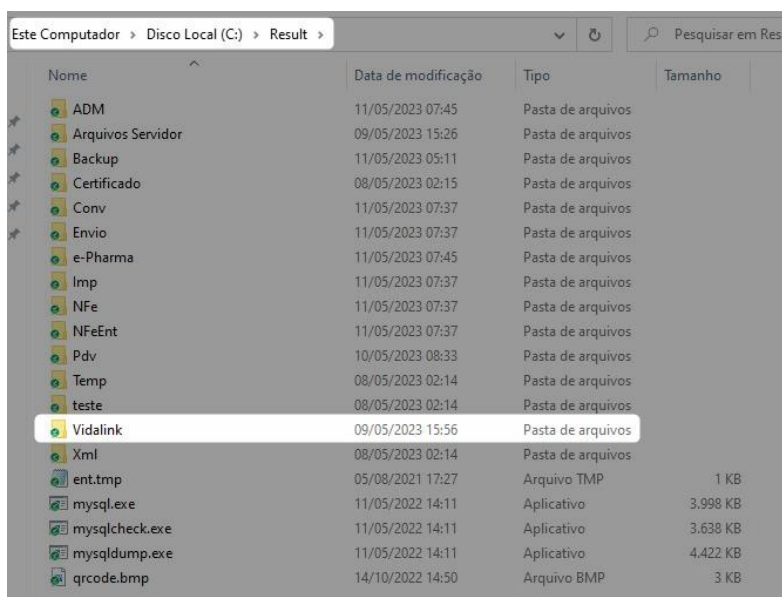 Este Computador › Disco Local (C:) › Result ›
Pesquisar em Res
Nome Data de modificação Tipo Tamanho
ADM 11/05/2023 07:45 Pasta de arquivos
Arquivos Servidor 09/05/2023 15:26 Pasta de arquivos
Backup 11/05/2023 05:11 Pasta de arquivos
Certificado 08/05/2023 02:15 Pasta de arquivos
Conv 11/05/2023 07:37 Pasta de arquivos
Envio 11/05/2023 07:37 Pasta de arquivos
e-Pharma 11/05/2023 07:45 Pasta de arquivos
Imp 11/05/2023 07:37 Pasta de arquivos
NFe 11/05/2023 07:37 Pasta de arquivos
NFeEnt 11/05/2023 07:37 Pasta de arquivos
Pdv 10/05/2023 08:33 Pasta de arquivos
Temp 08/05/2023 02:14 Pasta de arquivos
teste 08/05/2023 02:14 Pasta de arquivos
Vidalink 09/05/2023 15:56 Pasta de arquivos
Xml 08/05/2023 02:14 Pasta de arquivos
ent.tmp 05/08/2021 17:27 Arquivo TMP 1 KB
mysql.exe 11/05/2022 14:11 Aplicativo 3.998 KB
mysqlcheck.exe 11/05/2022 14:11 Aplicativo 3.638 KB
mysqldump.exe 11/05/2022 14:11 Aplicativo 4.422 KB
qrcode.bmp 14/10/2022 14:50 Arquivo BMP 3 KB